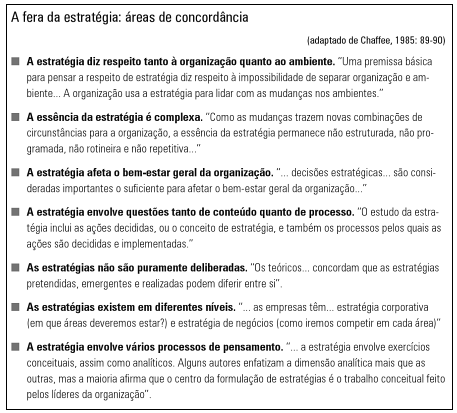 A fera da estratégia: áreas de concordância
(adaptado de Chaffee, 1985: 89-90)
■ A estratégia diz respeito tanto à organização quanto ao ambiente. "Uma premissa básica
para pensar a respeito de estratégia diz respeito à impossibilidade de separar organização e am-
biente... A organização usa a estratégia para lidar com as mudanças nos ambientes."
■ A essência da estratégia é complexa. "Como as mudanças trazem novas combinações de
circunstâncias para a organização, a essência da estratégia permanece não estruturada, não pro-
gramada, não rotineira e não repetitiva..."
■ A estratégia afeta o bem-estar geral da organização. "... decisões estratégicas... são consi-
deradas importantes o suficiente para afetar o bem-estar geral da organização..."
■ A estratégia envolve questões tanto de conteúdo quanto de processo. "O estudo da estra-
tégia inclui as ações decididas, ou o conceito de estratégia, e também os processos pelos quais as
ações são decididas e implementadas."
■ As estratégias não são puramente deliberadas. "Os teóricos... concordam que as estratégias
pretendidas, emergentes e realizadas podem diferir entre si".
■ As estratégias existem em diferentes níveis. "... as empresas têm... estratégia corporativa
(em que áreas deveremos estar?) e estratégia de negócios (como iremos competir em cada área)"
■ A estratégia envolve vários processos de pensamento. "... a estratégia envolve exercícios
conceituais, assim como analíticos. Alguns autores enfatizam a dimensão analítica mais que as
outras, mas a maioria afirma que o centro da formulação de estratégias é o trabalho conceitual feito
pelos líderes da organização".